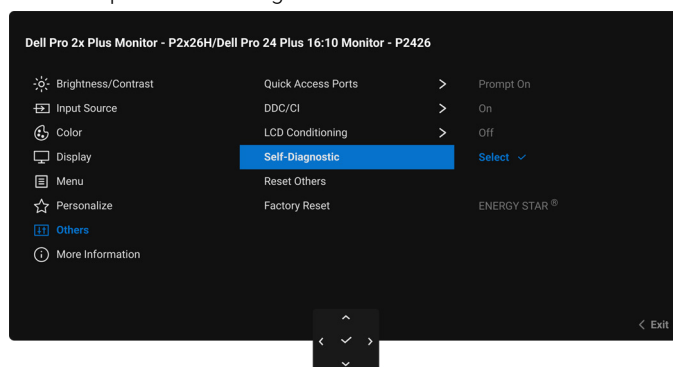 Dell Pro 2x Plus Monitor - P2x26H/Dell Pro 24 Plus 16:10 Monitor - P2426
Brightness/Contrast Quick Access Ports > Prompt On
Input Source DDC/CI > On
Color LCD Conditioning > Off
Display Self-Diagnostic Select ✓
Menu Reset Others
Personalize Factory Reset ENERGY STAR ®
Others
More Information
< Exit